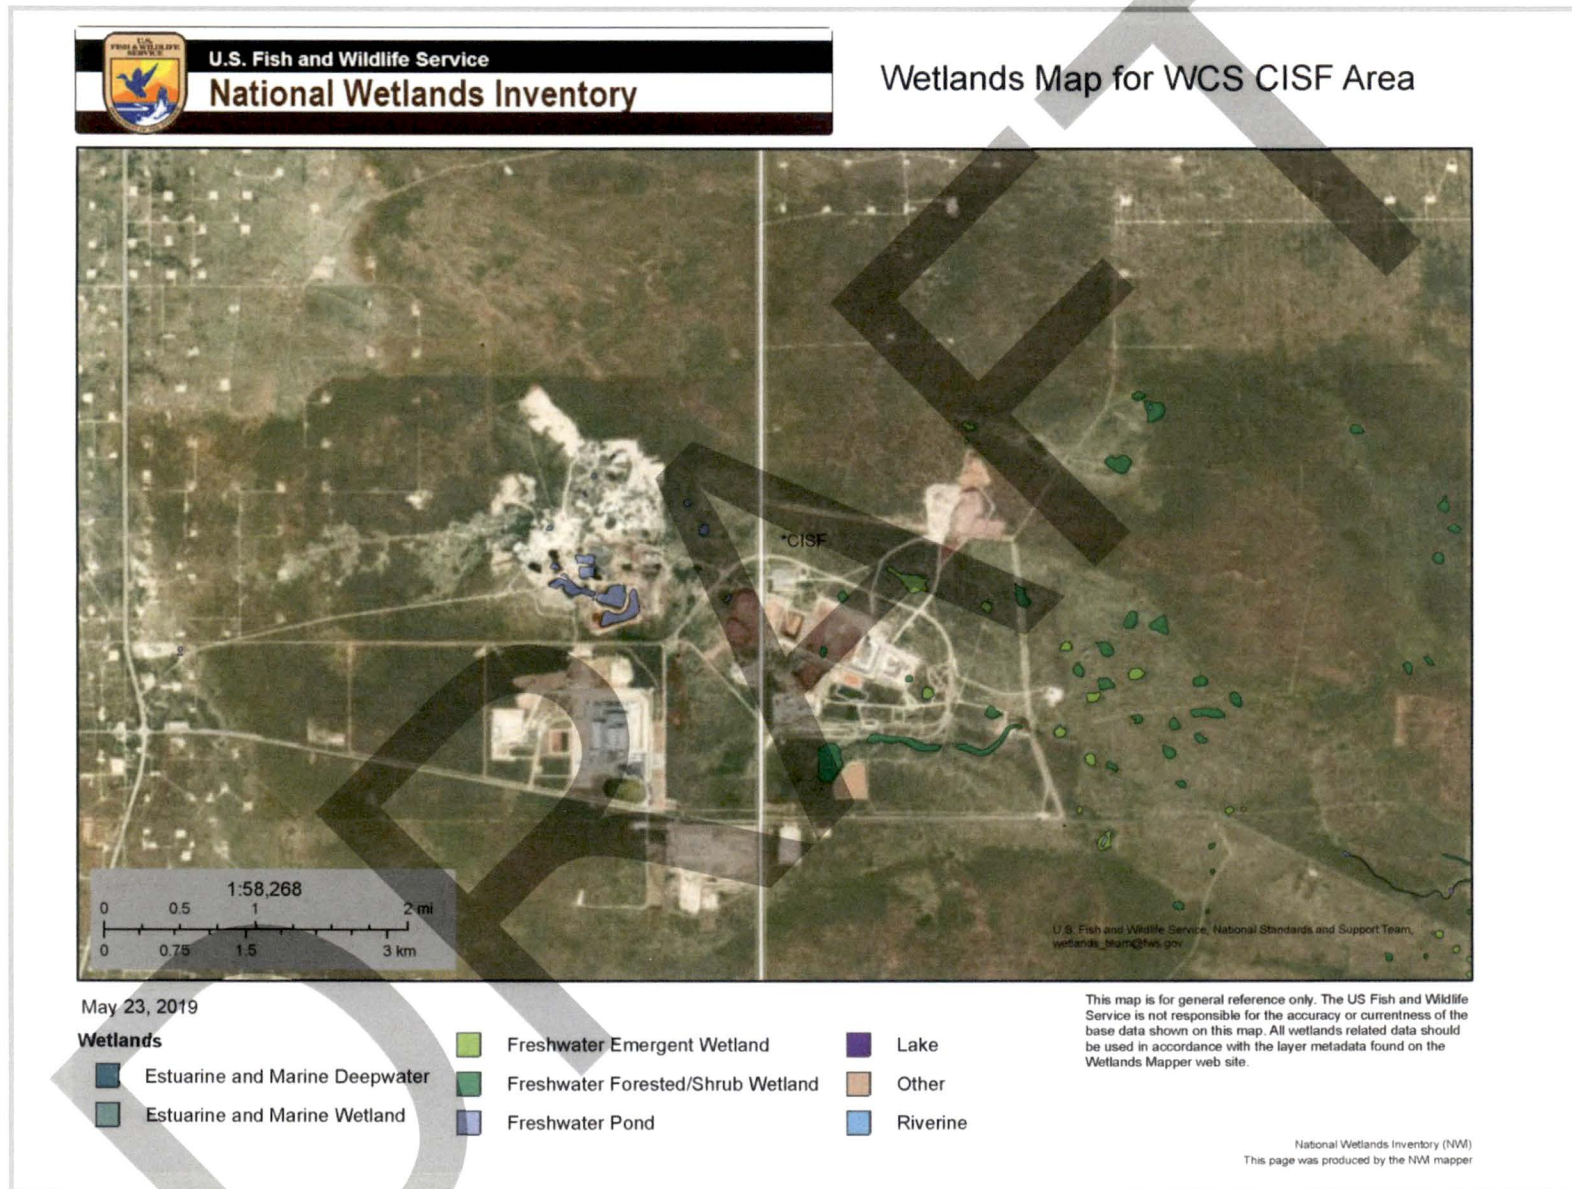 U.S.
FISH & WILDLIFE
SERVICE
U.S. Fish and Wildlife Service
National Wetlands Inventory
Wetlands Map for WCS CISF Area
DRAFT
*CISF
1:58,268
0 0.5 1 2 mi
0 0.75 1.5 3 km
U.S. Fish and Wildlife Service, National Standards and Support Team,
wetlands_team@fws.gov
May 23, 2019
Wetlands
Estuarine and Marine Deepwater
Estuarine and Marine Wetland
Freshwater Emergent Wetland
Freshwater Forested/Shrub Wetland
Freshwater Pond
Lake
Other
Riverine
This map is for general reference only. The US Fish and Wildlife
Service is not responsible for the accuracy or currentness of the
base data shown on this map. All wetlands related data should
be used in accordance with the layer metadata found on the
Wetlands Mapper web site.
National Wetlands Inventory (NWI)
This page was produced by the NWI mapper